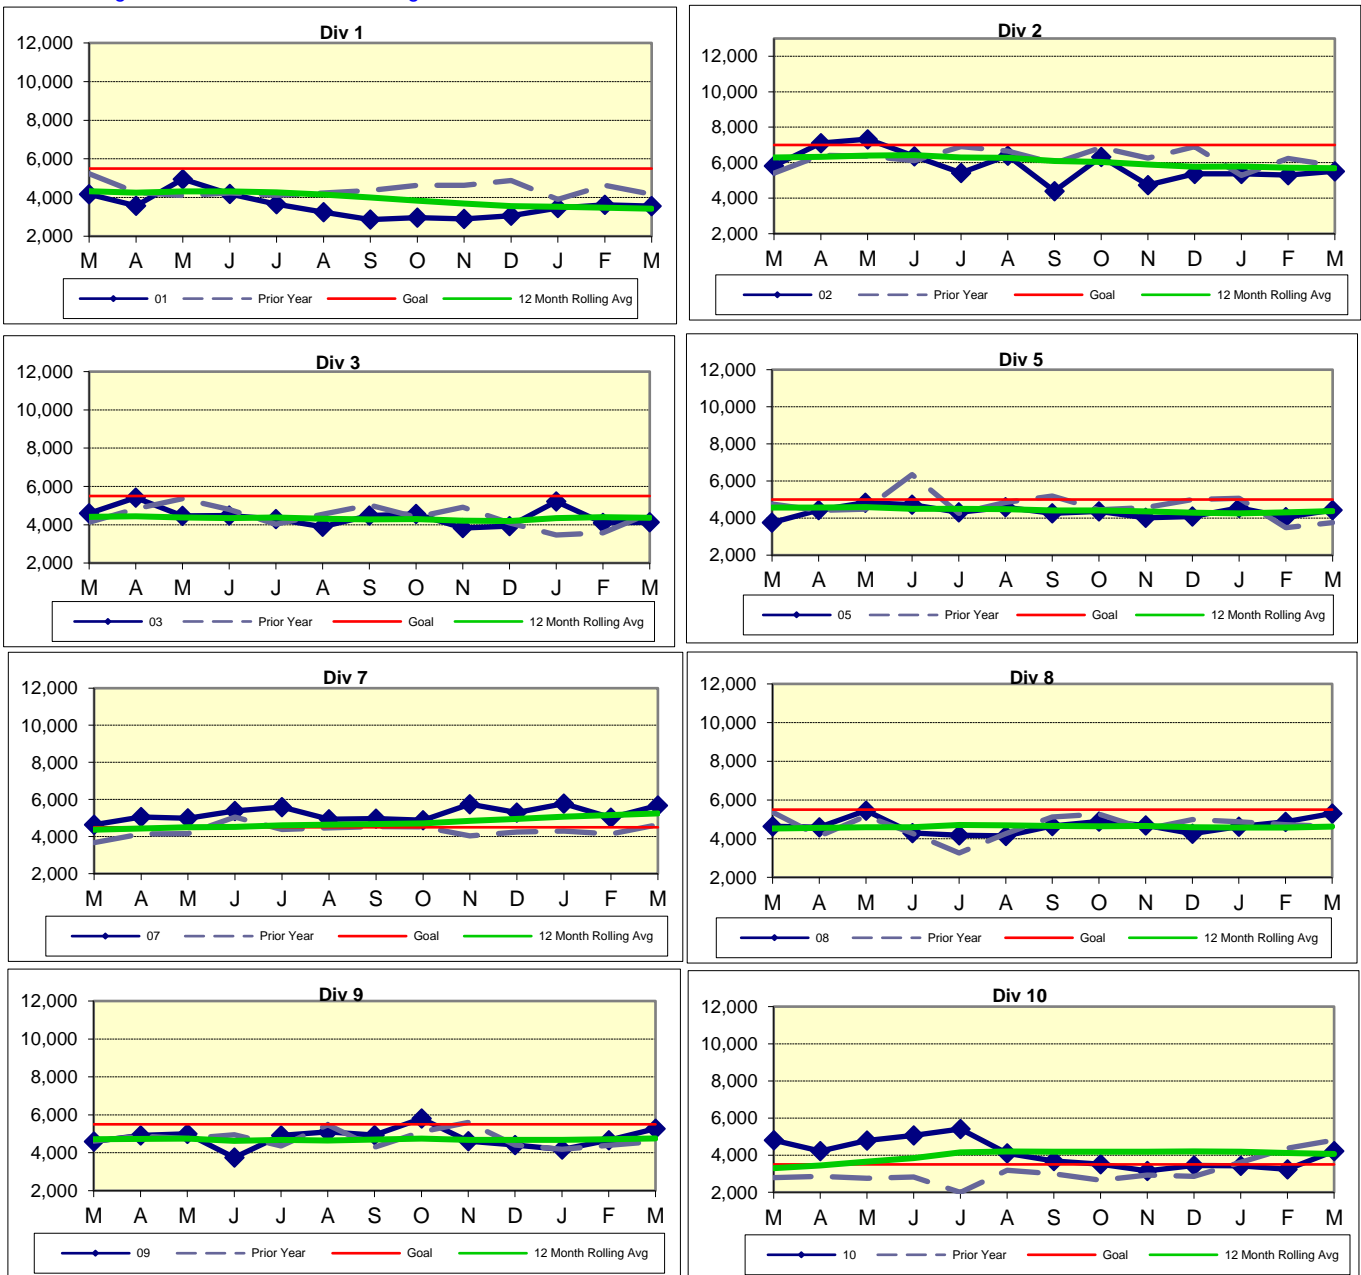 Div 1
12,000
10,000
8,000
6,000
4,000
2,000
M A M J J A S O N D J F M
01 Prior Year Goal 12 Month Rolling Avg
Div 2
12,000
10,000
8,000
6,000
4,000
2,000
M A M J J A S O N D J F M
02 Prior Year Goal 12 Month Rolling Avg
Div 3
12,000
10,000
8,000
6,000
4,000
2,000
M A M J J A S O N D J F M
03 Prior Year Goal 12 Month Rolling Avg
Div 5
12,000
10,000
8,000
6,000
4,000
2,000
M A M J J A S O N D J F M
05 Prior Year Goal 12 Month Rolling Avg
Div 7
12,000
10,000
8,000
6,000
4,000
2,000
M A M J J A S O N D J F M
07 Prior Year Goal 12 Month Rolling Avg
Div 8
12,000
10,000
8,000
6,000
4,000
2,000
M A M J J A S O N D J F M
08 Prior Year Goal 12 Month Rolling Avg
Div 9
12,000
10,000
8,000
6,000
4,000
2,000
M A M J J A S O N D J F M
09 Prior Year Goal 12 Month Rolling Avg
Div 10
12,000
10,000
8,000
6,000
4,000
2,000
M A M J J A S O N D J F M
10 Prior Year Goal 12 Month Rolling Avg